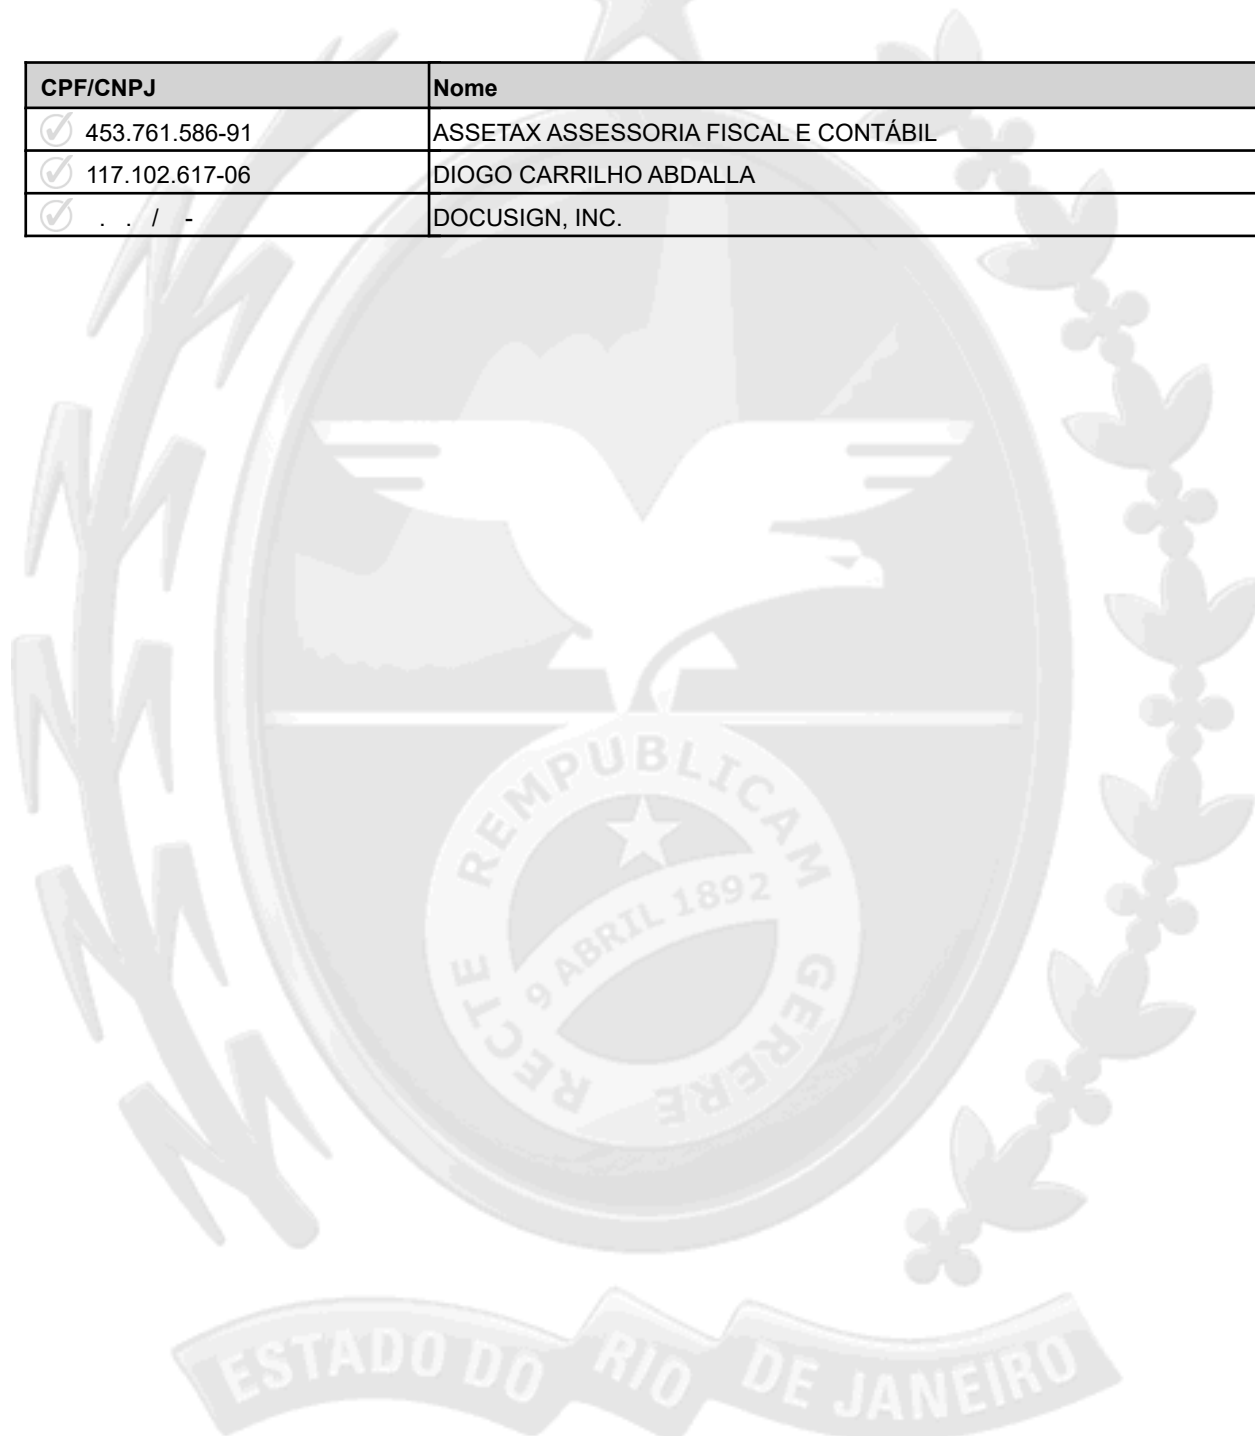 CPF/CNPJ Nome
453.761.586-91 ASSETAX ASSESSORIA FISCAL E CONTÁBIL
117.102.617-06 DIOGO CARRILHO ABDALLA
. . / - DOCUSIGN, INC.
REMPUBLICAM
9 ABRIL 1892
RECTE GERERE
ESTADO DO RIO DE JANEIRO